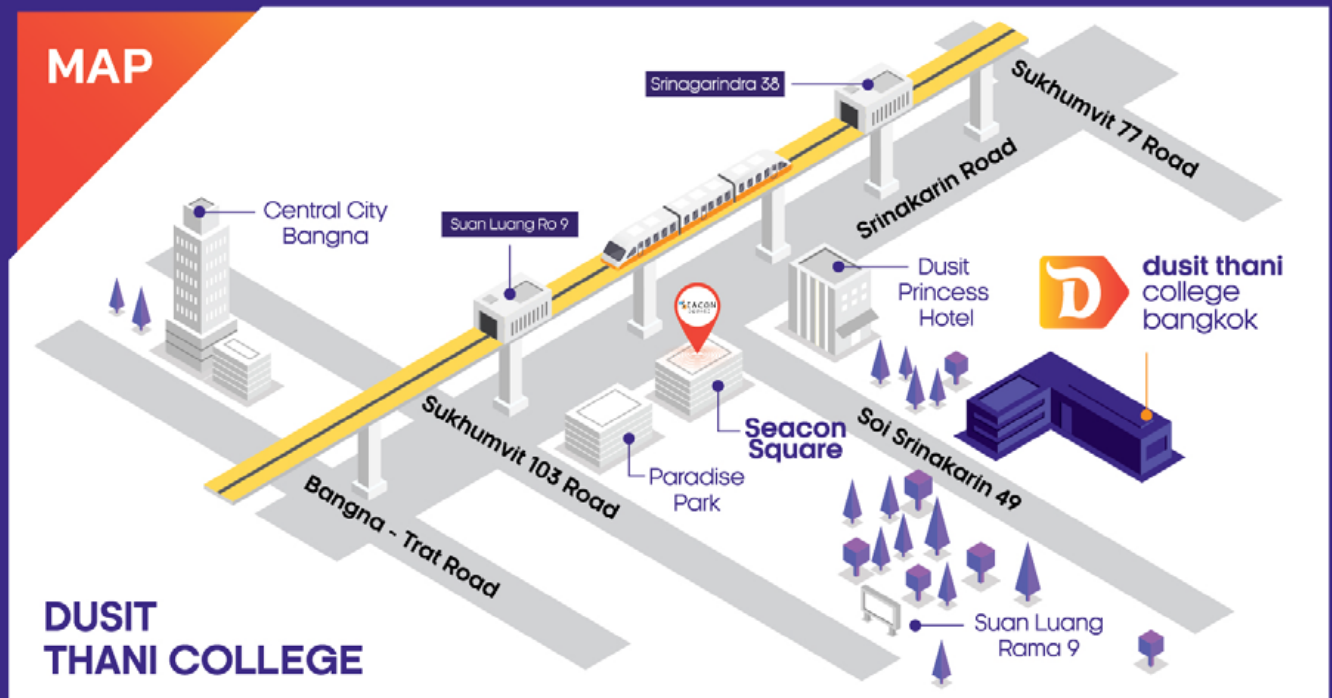 MAP
Srinagarindra 38
Sukhumvit 77 Road
Srinakarin Road
Central City
Bangna
Suan Luang Ro 9
SEACON
SQUARE
Dusit
Princess
Hotel
D
dusit thani
college
bangkok
Seacon
Square
Paradise
Park
Soi Srinakarin 49
Sukhumvit 103 Road
Bangna - Trat Road
Suan Luang
Rama 9
DUSIT
THANI COLLEGE